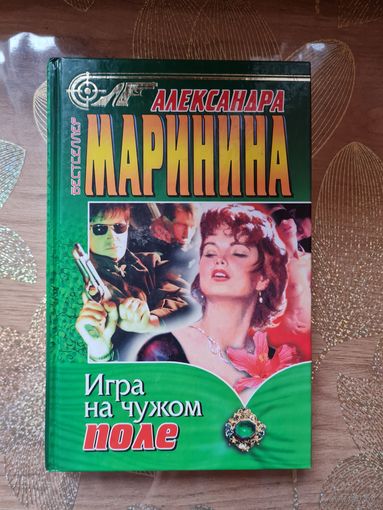 АЛЕКСАНДРА
МАРИНИНА
БЕСТСЕЛЛЕР
Игра
на чужом
поле